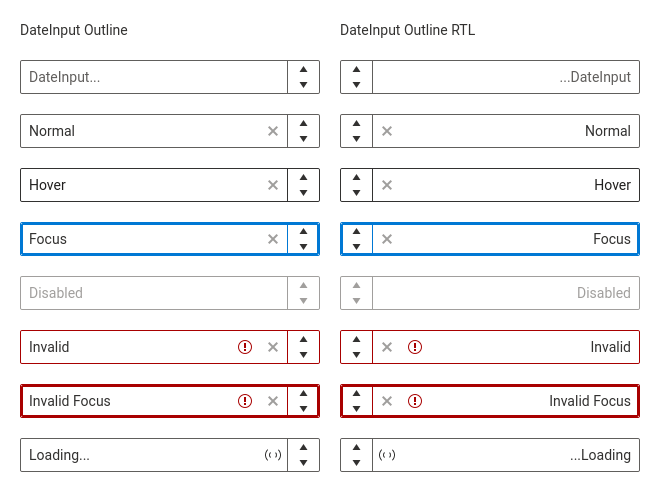 DateInput Outline
DateInput Outline RTL
DateInput...
...DateInput
Normal
Normal
Hover
Hover
Focus
Focus
Disabled
Disabled
Invalid
Invalid
Invalid Focus
Invalid Focus
Loading...
...Loading